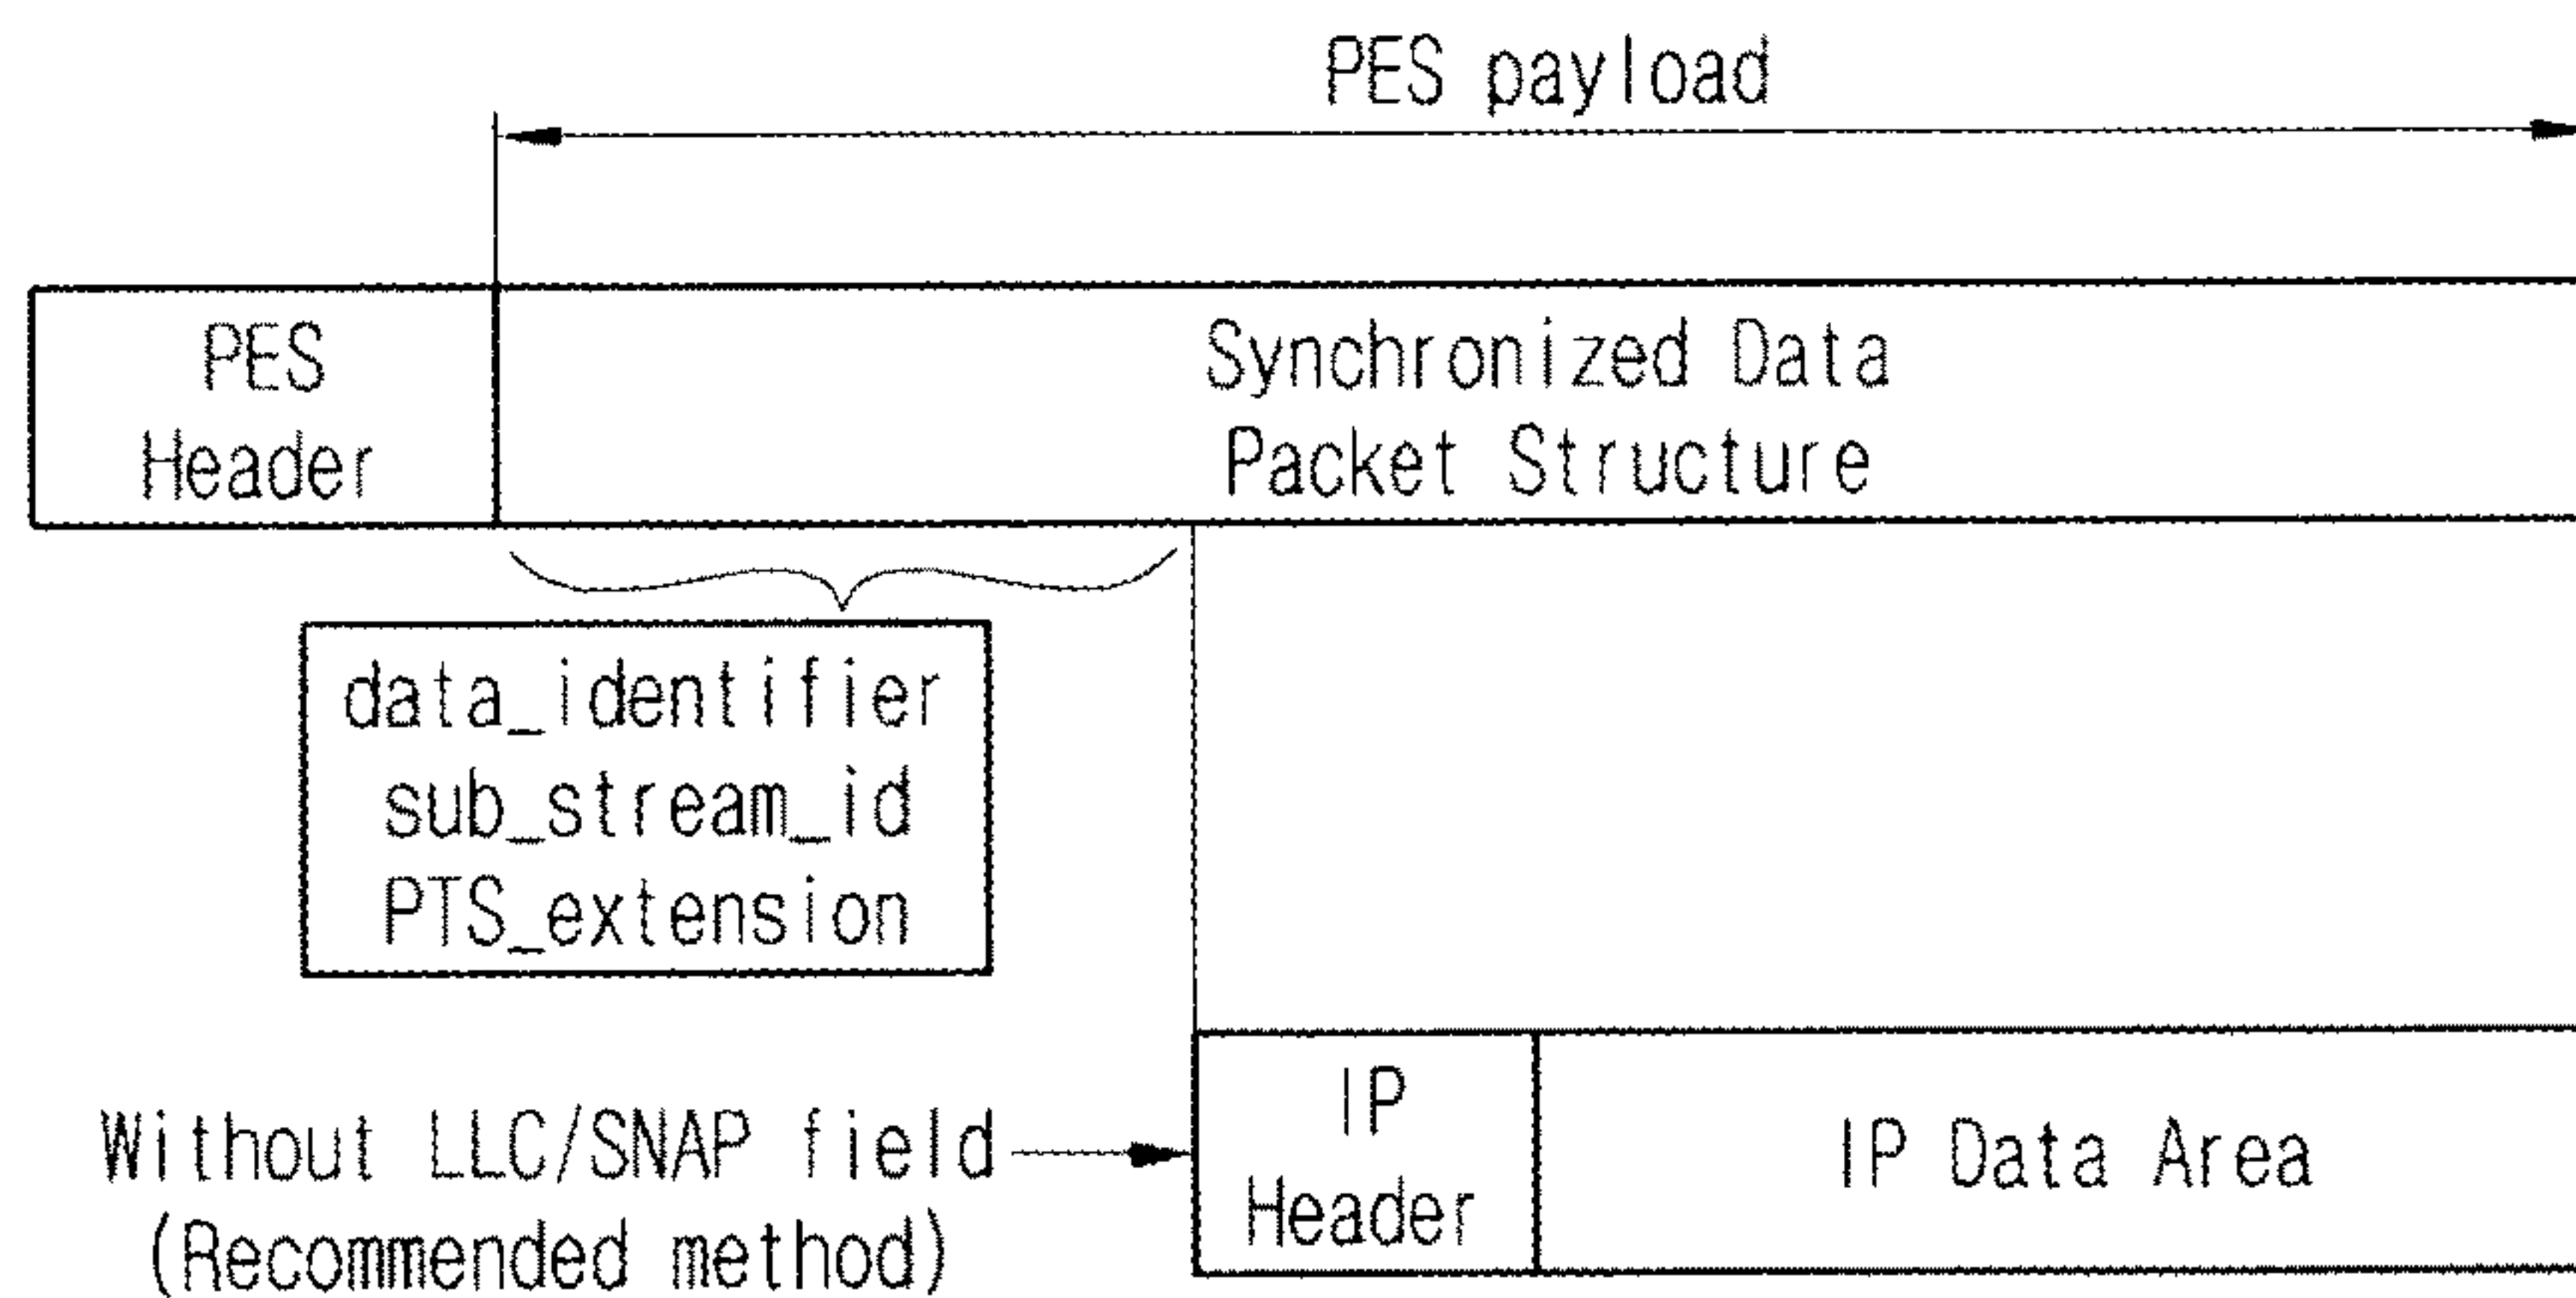 PES payload
PES
Header
Synchronized Data
Packet Structure
data_identifier
sub_stream_id
PTS_extension
Without LLC/SNAP field
(Recommended method)
IP
Header
IP Data Area